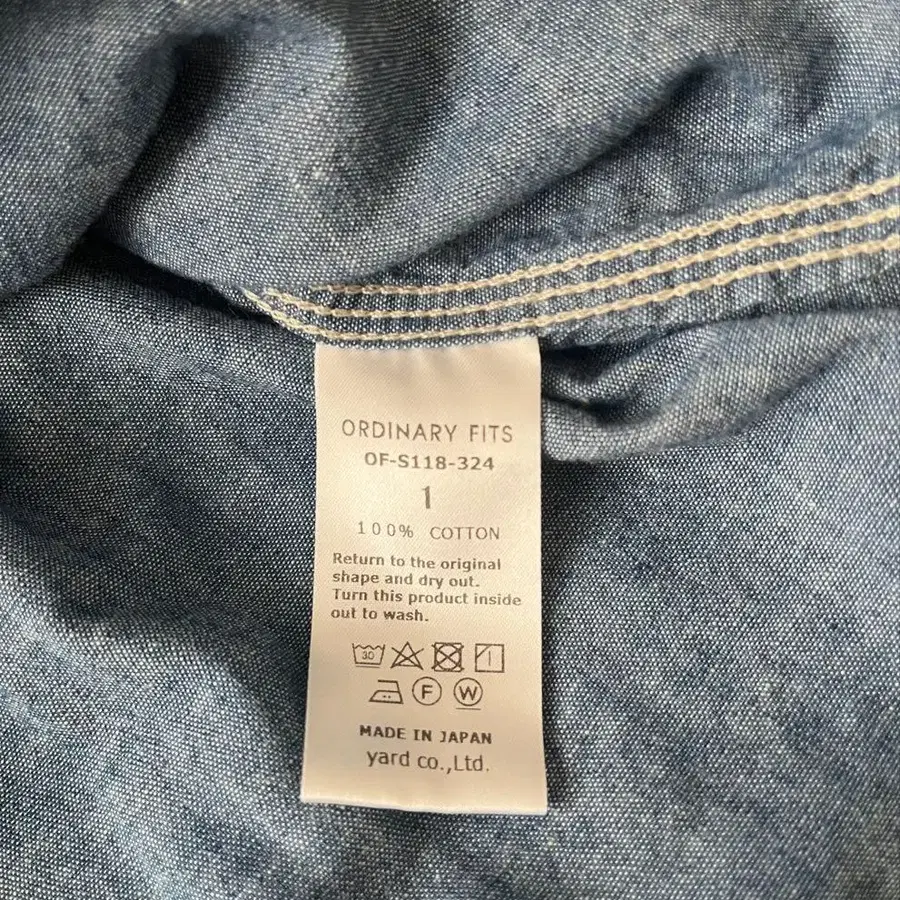 ORDINARY FITS
OF-S118-324
1
100% COTTON
Return to the original
shape and dry out.
Turn this product inside
out to wash.
30
F W
MADE IN JAPAN
yard co.,Ltd.